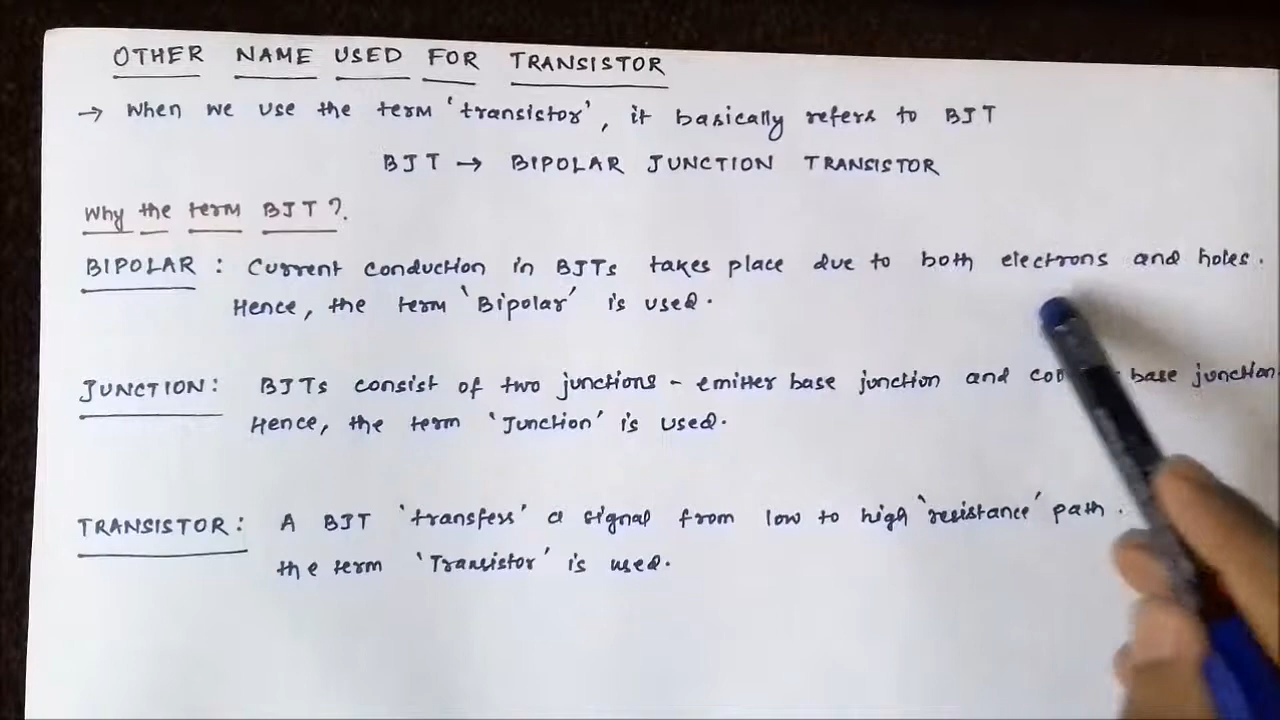 OTHER NAME USED FOR TRANSISTOR
→ When we use the term 'transistor', it basically refers to BJT
BJT → BIPOLAR JUNCTION TRANSISTOR
Why the term BJT?
BIPOLAR : Current conduction in BJTs takes place due to both electrons and holes.
Hence, the term 'Bipolar' is used.
JUNCTION: BJTs consist of two junctions - emitter base junction and base junction
Hence, the term 'Junction' is used.
TRANSISTOR: A BJT 'transfers' a signal from low to high 'resistance' path.
the term 'Transistor' is used.